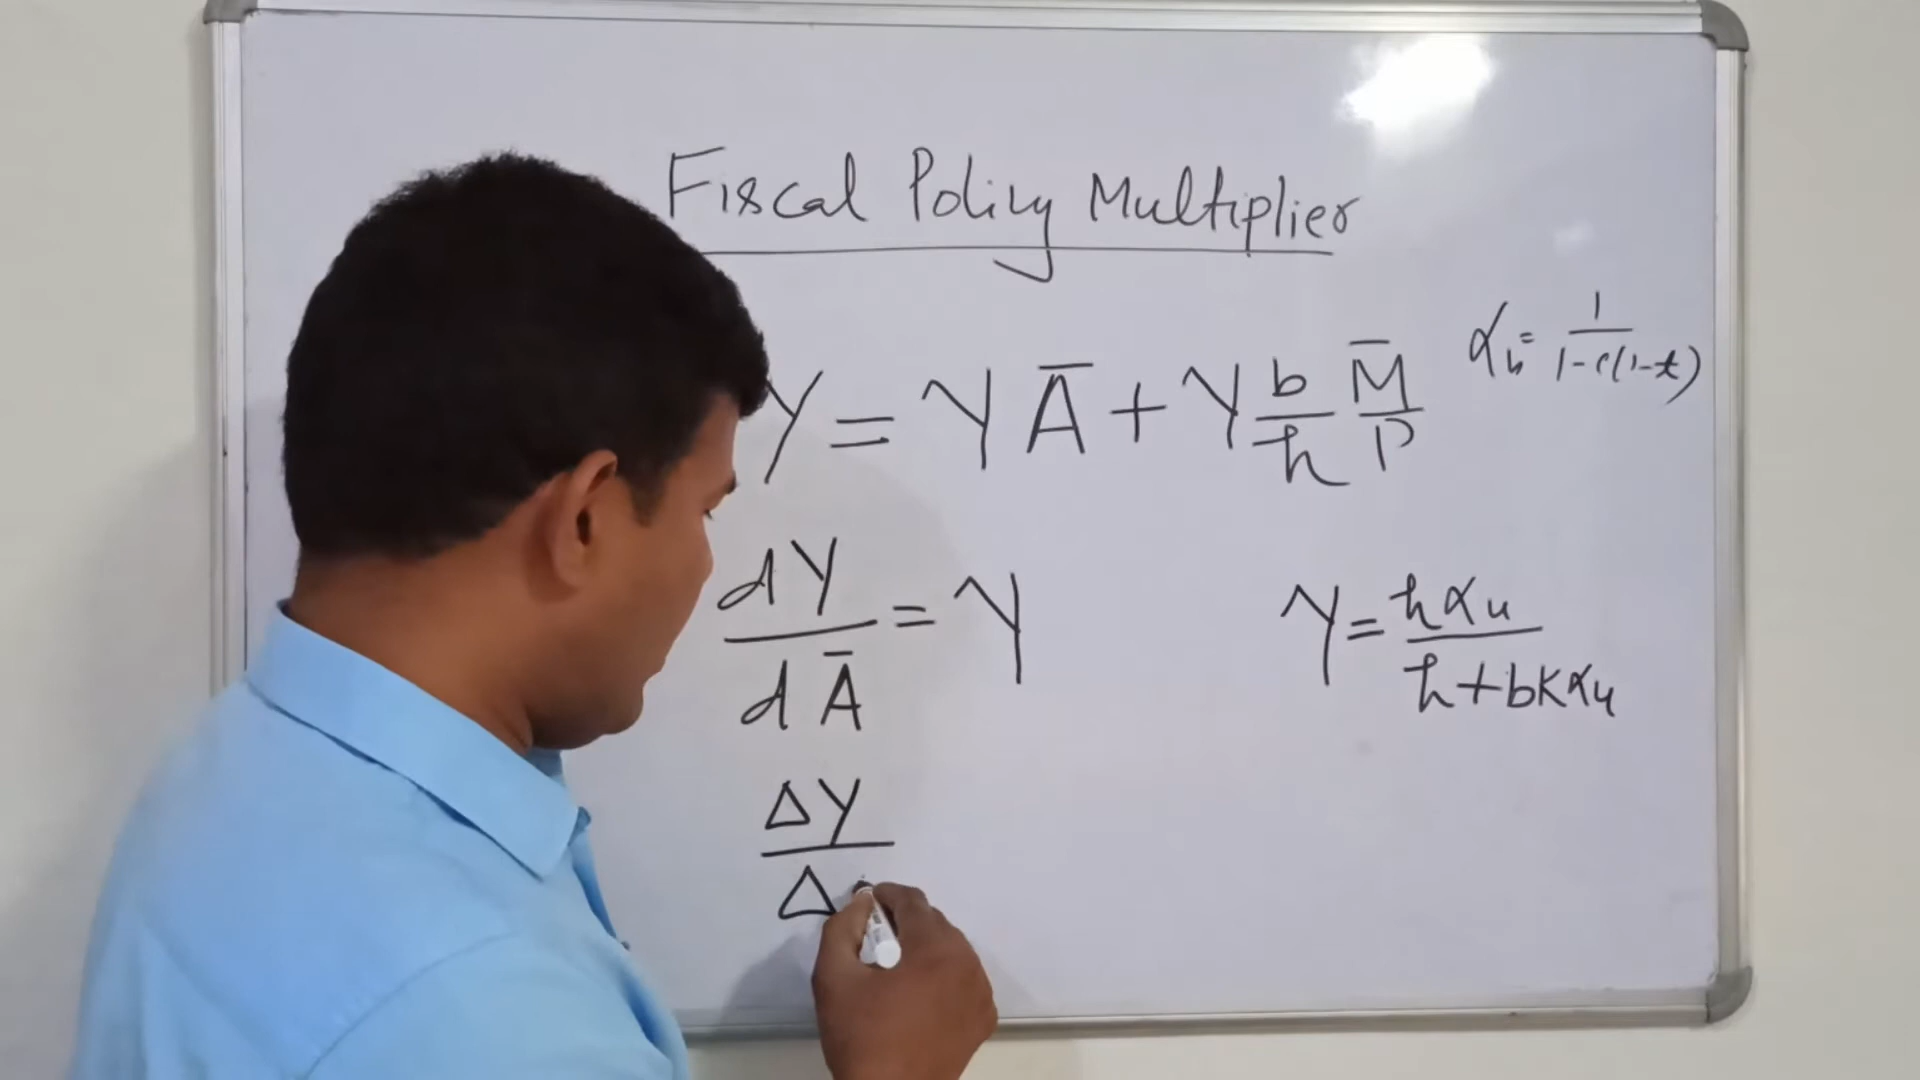 Fiscal Policy Multiplier
Y = γĀ + γ b/h M̄/P
αu = 1/1-c(1-t)
dY/dĀ = γ
γ = hαu/h+bkαu
ΔY/Δ